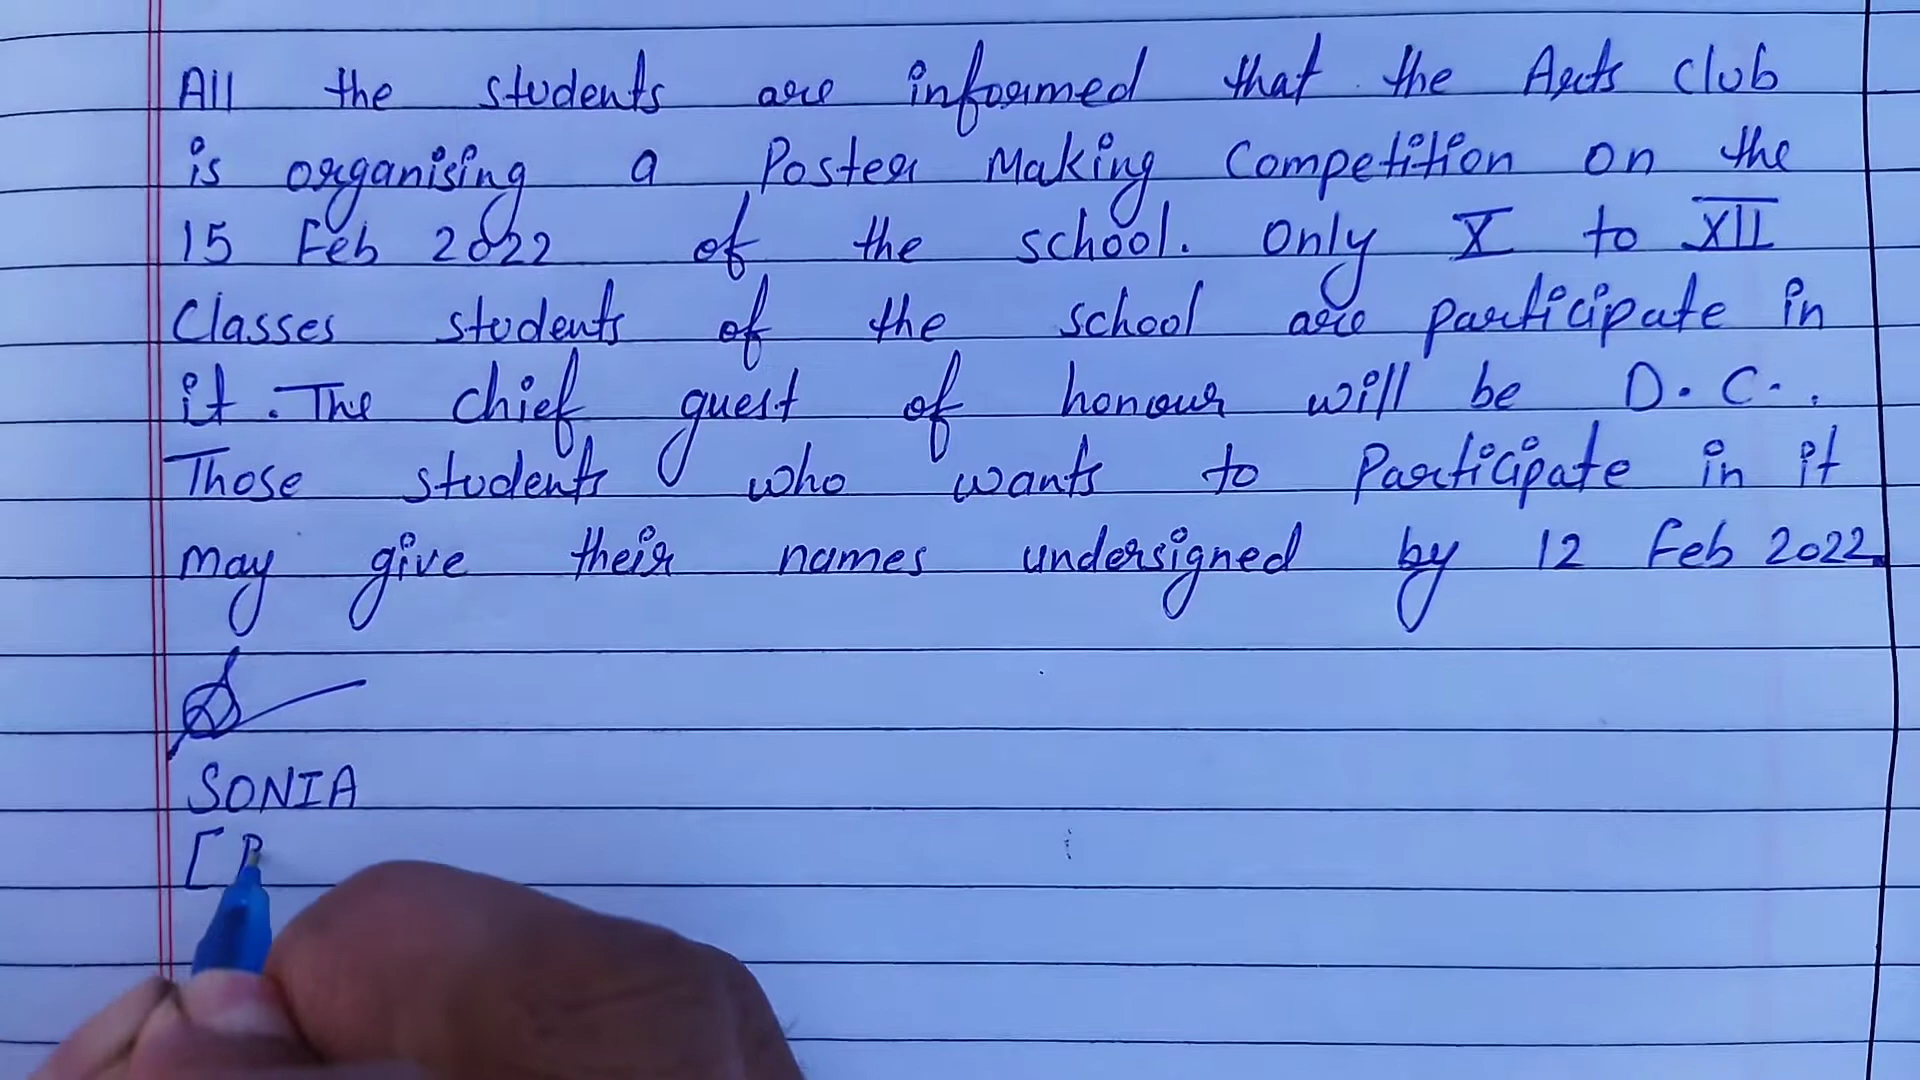 All the students are informed that the Arts Club
is organising a Poster Making Competition on the
15 Feb 2022 of the school. Only X to XII
Classes students of the school are participate in
it. The chief guest of honour will be D.C..
Those students who wants to Participate in it
may give their names undersigned by 12 Feb 2022.
SONIA
[